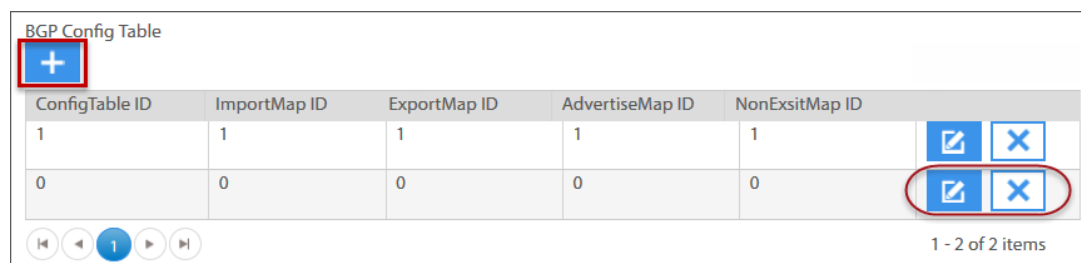 BGP Config Table
ConfigTable ID ImportMap ID ExportMap ID AdvertiseMap ID NonExsitMap ID
1 1 1 1 1
0 0 0 0 0
1 1 - 2 of 2 items